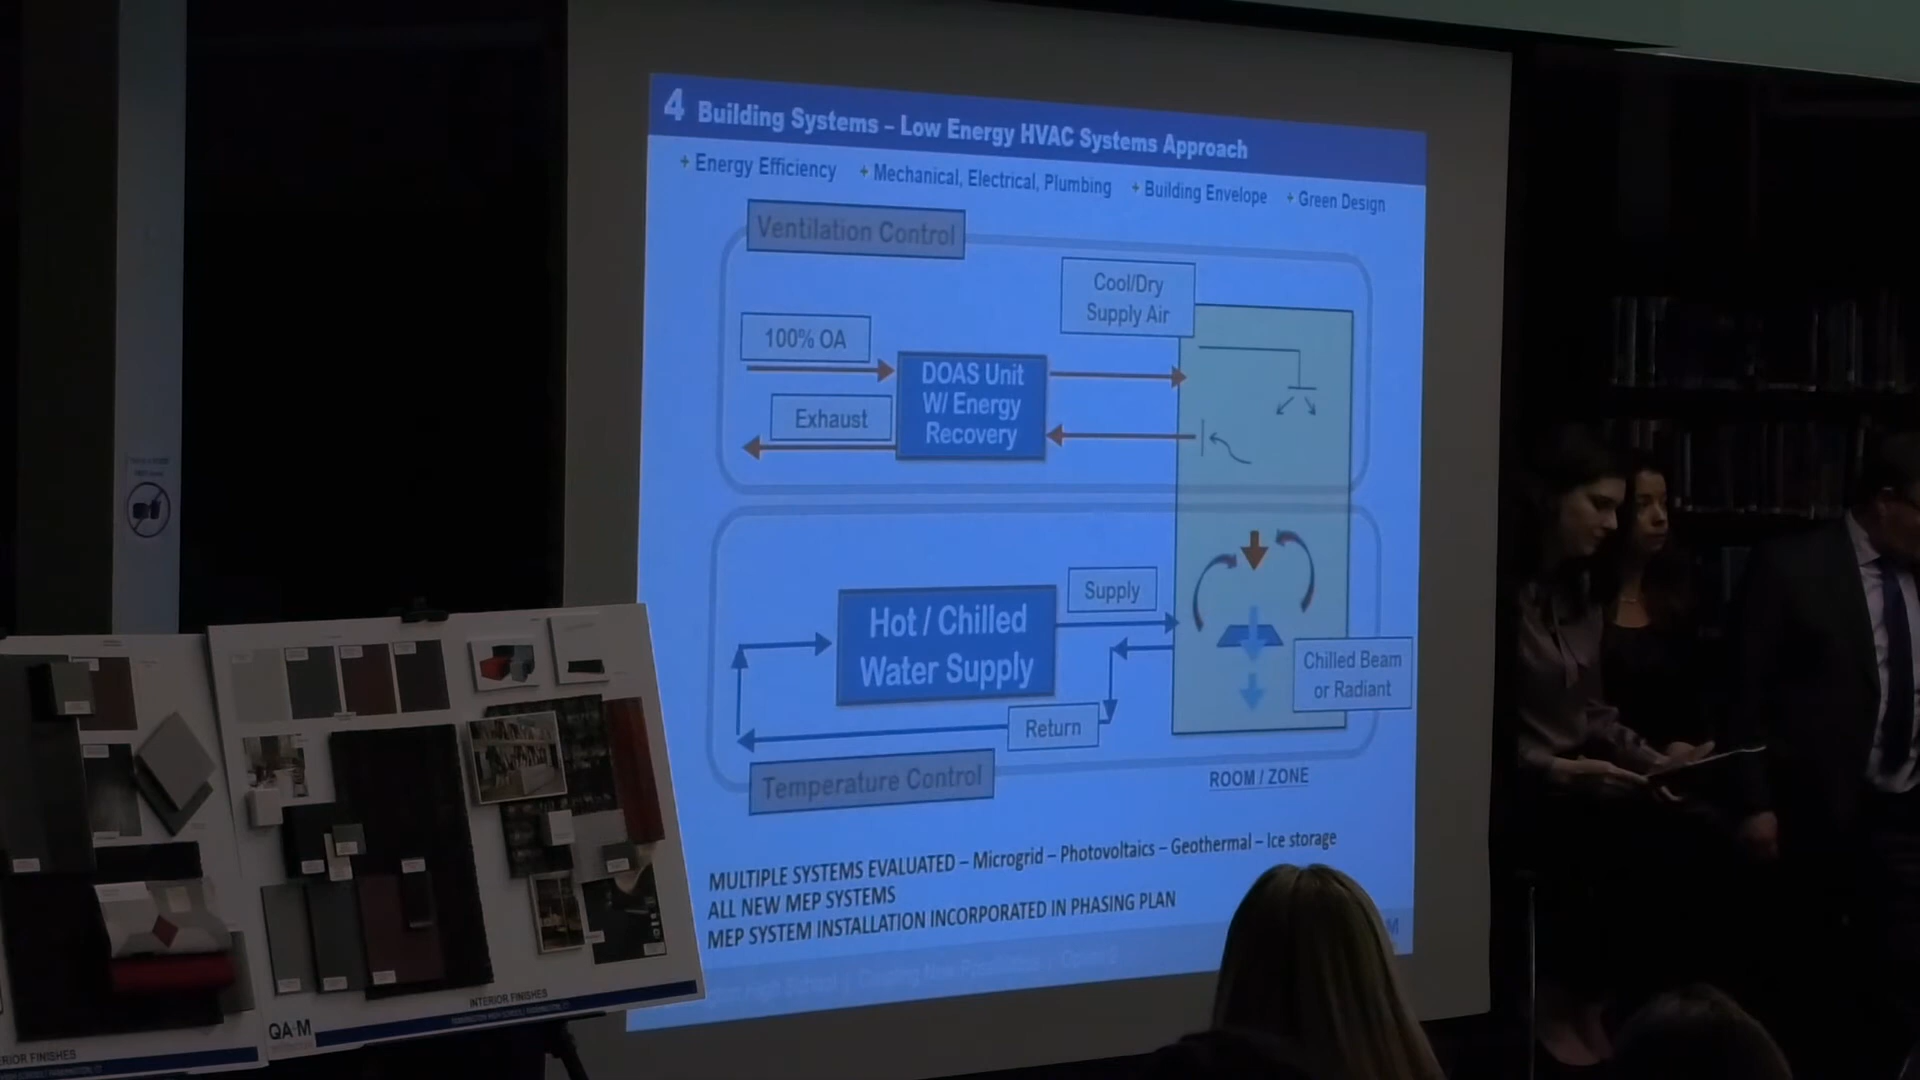 4 Building Systems – Low Energy HVAC Systems Approach
+ Energy Efficiency + Mechanical, Electrical, Plumbing + Building Envelope + Green Design
Ventilation Control
Cool/Dry
Supply Air
100% OA
DOAS Unit
W/ Energy
Recovery
Exhaust
Supply
Hot / Chilled
Water Supply
Chilled Beam
or Radiant
Return
Temperature Control
ROOM / ZONE
MULTIPLE SYSTEMS EVALUATED – Microgrid – Photovoltaics – Geothermal – Ice storage
ALL NEW MEP SYSTEMS
MEP SYSTEM INSTALLATION INCORPORATED IN PHASING PLAN
INTERIOR FINISHES
QA+M
RIOR FINISHES